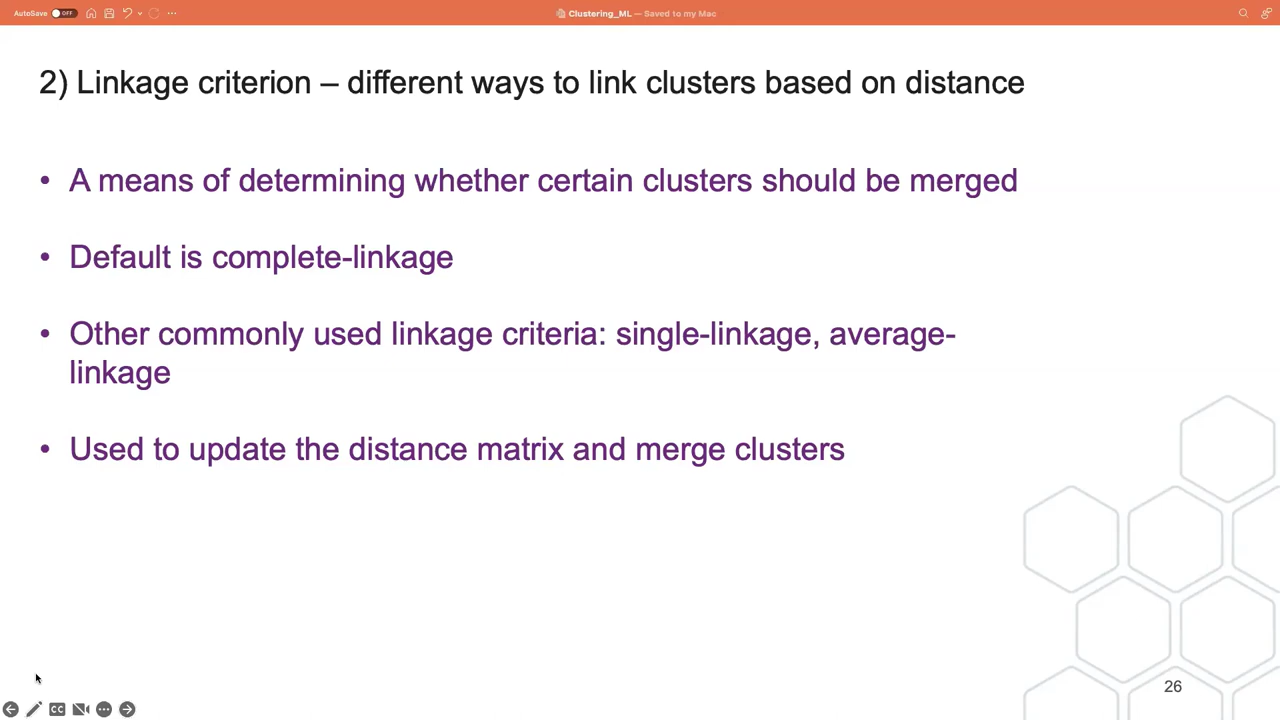 AutoSave OFF
Clustering_ML — Saved to my Mac
2) Linkage criterion – different ways to link clusters based on distance
• A means of determining whether certain clusters should be merged
• Default is complete-linkage
• Other commonly used linkage criteria: single-linkage, average-
linkage
• Used to update the distance matrix and merge clusters
26
CC